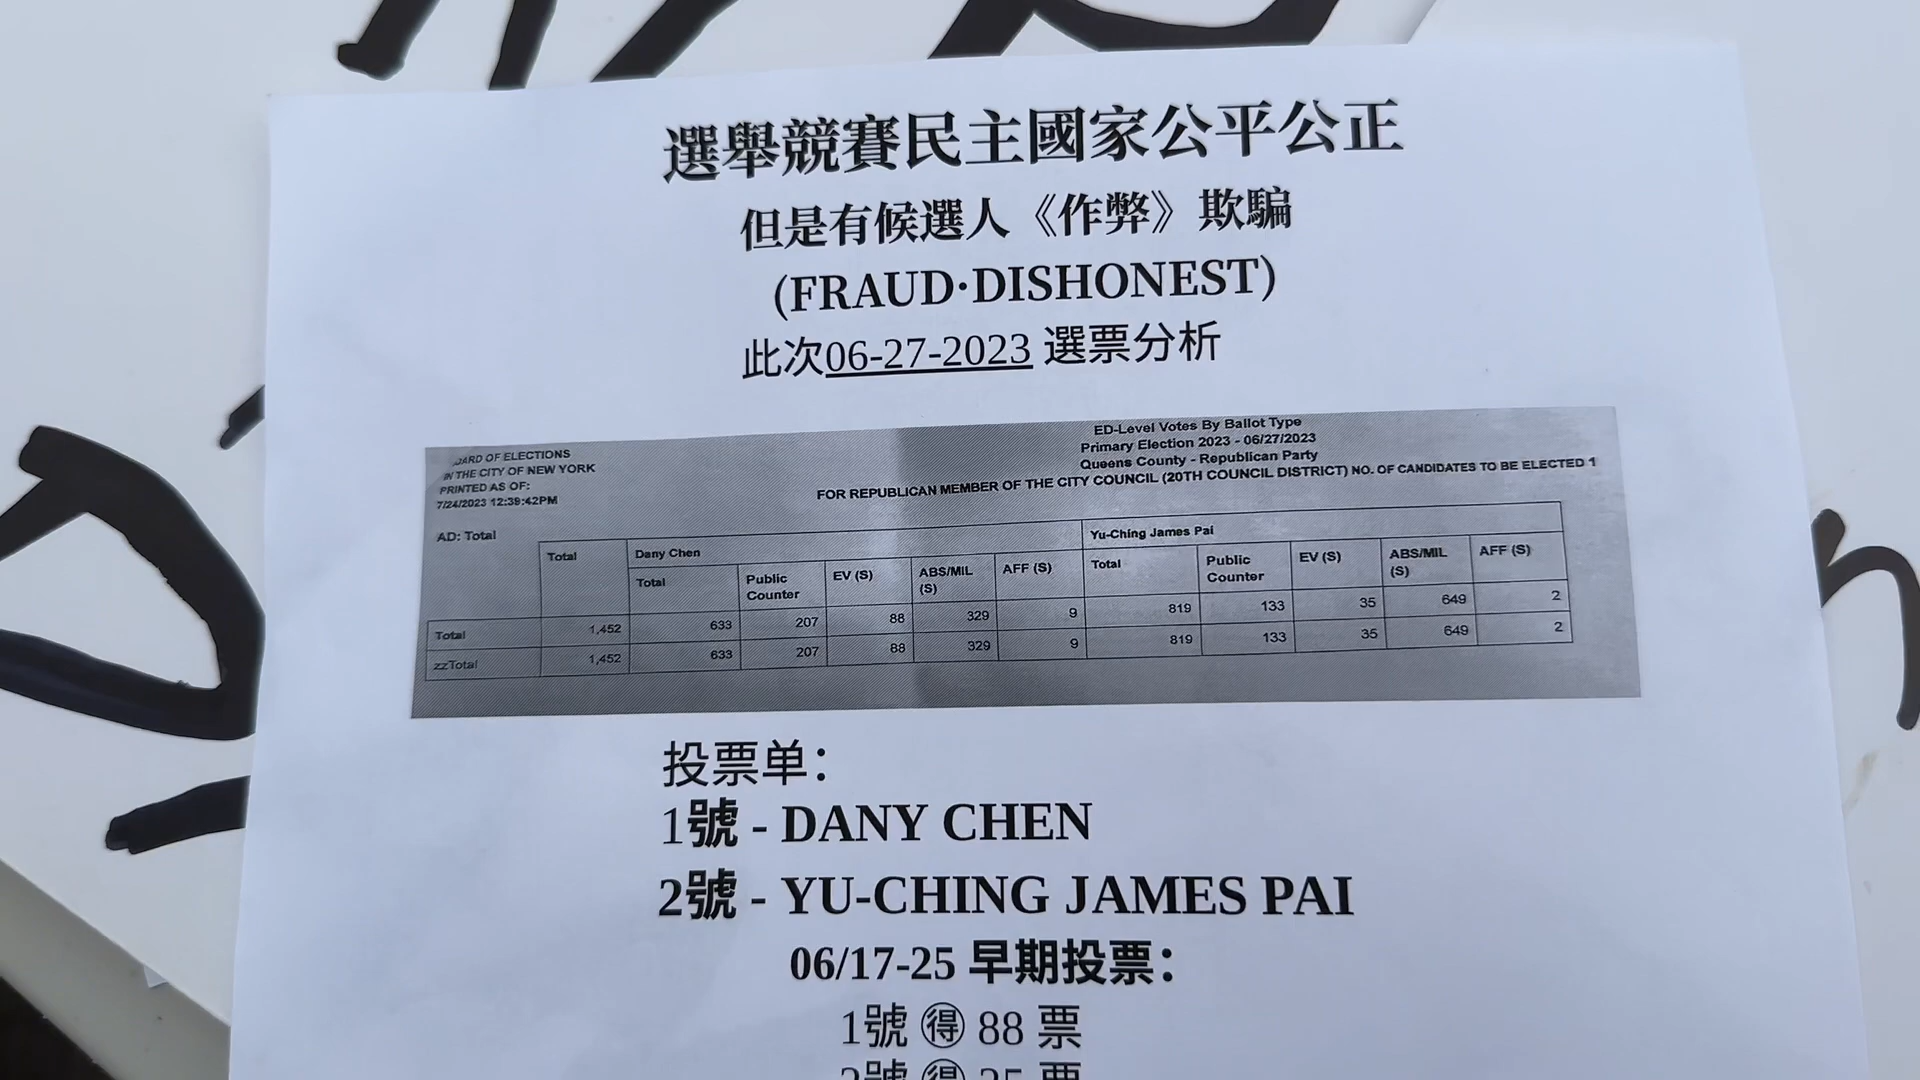 選舉競賽民主國家公平公正
但是有候選人《作弊》欺騙
(FRAUD·DISHONEST)
此次06-27-2023 選票分析
ED-Level Votes By Ballot Type
Primary Election 2023 - 06/27/2023
Queens County - Republican Party
FOR REPUBLICAN MEMBER OF THE CITY COUNCIL (20TH COUNCIL DISTRICT) NO. OF CANDIDATES TO BE ELECTED 1
ARD OF ELECTIONS
IN THE CITY OF NEW YORK
PRINTED AS OF:
7/24/2023 12:39:42PM
AD: Total
Total Dany Chen Yu-Ching James Pai
Total Public Counter EV (S) ABS/MIL (S) AFF (S) Total Public Counter EV (S) ABS/MIL (S) AFF (S)
Total 1,452 633 207 88 329 9 819 133 35 649 2
zzTotal 1,452 633 207 88 329 9 819 133 35 649 2
投票单：
1號 - DANY CHEN
2號 - YU-CHING JAMES PAI
06/17-25 早期投票：
1號 ㊝ 88 票